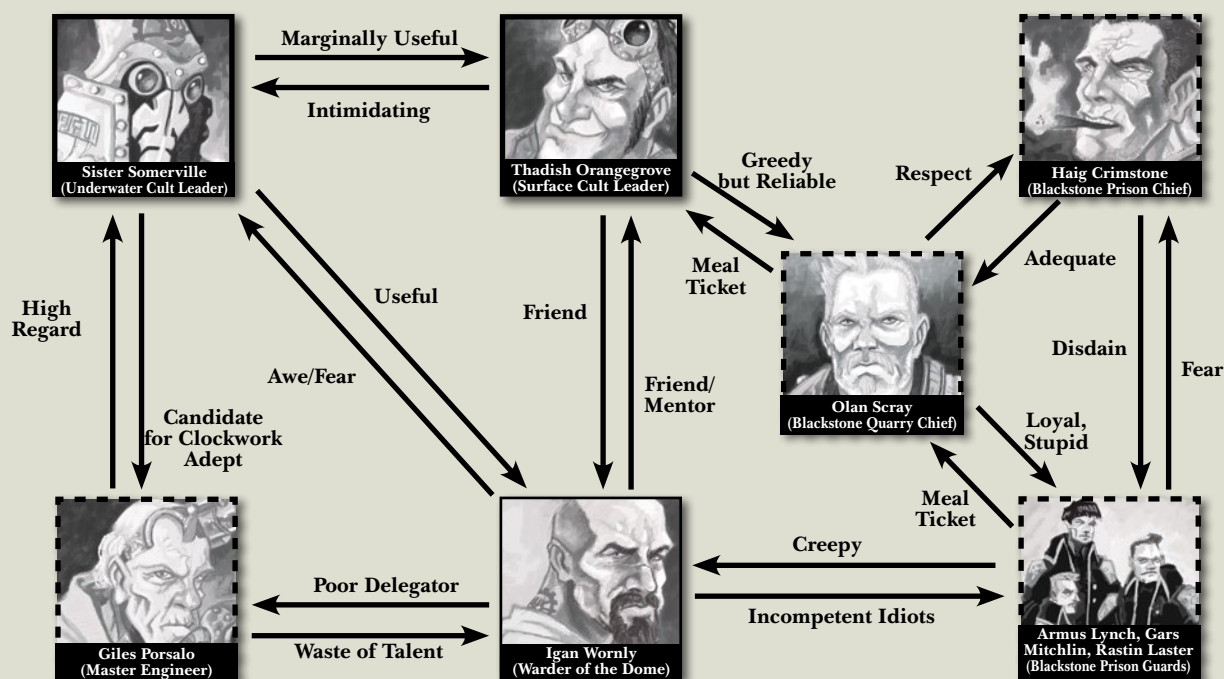 Marginally Useful
Intimidating
Sister Somerville
(Underwater Cult Leader)
Thadish Orangegrove
(Surface Cult Leader)
Greedy
but Reliable
Respect
Haig Crimstone
(Blackstone Prison Chief)
Meal
Ticket
Adequate
High
Regard
Useful
Friend
Awe/Fear
Friend/
Mentor
Disdain
Fear
Olan Scray
(Blackstone Quarry Chief)
Candidate
for Clockwork
Adept
Loyal,
Stupid
Meal
Ticket
Creepy
Poor Delegator
Incompetent Idiots
Waste of Talent
Giles Porsalo
(Master Engineer)
Igan Wornly
(Warder of the Dome)
Armus Lynch, Gars
Mitchlin, Rastin Laster
(Blackstone Prison Guards)